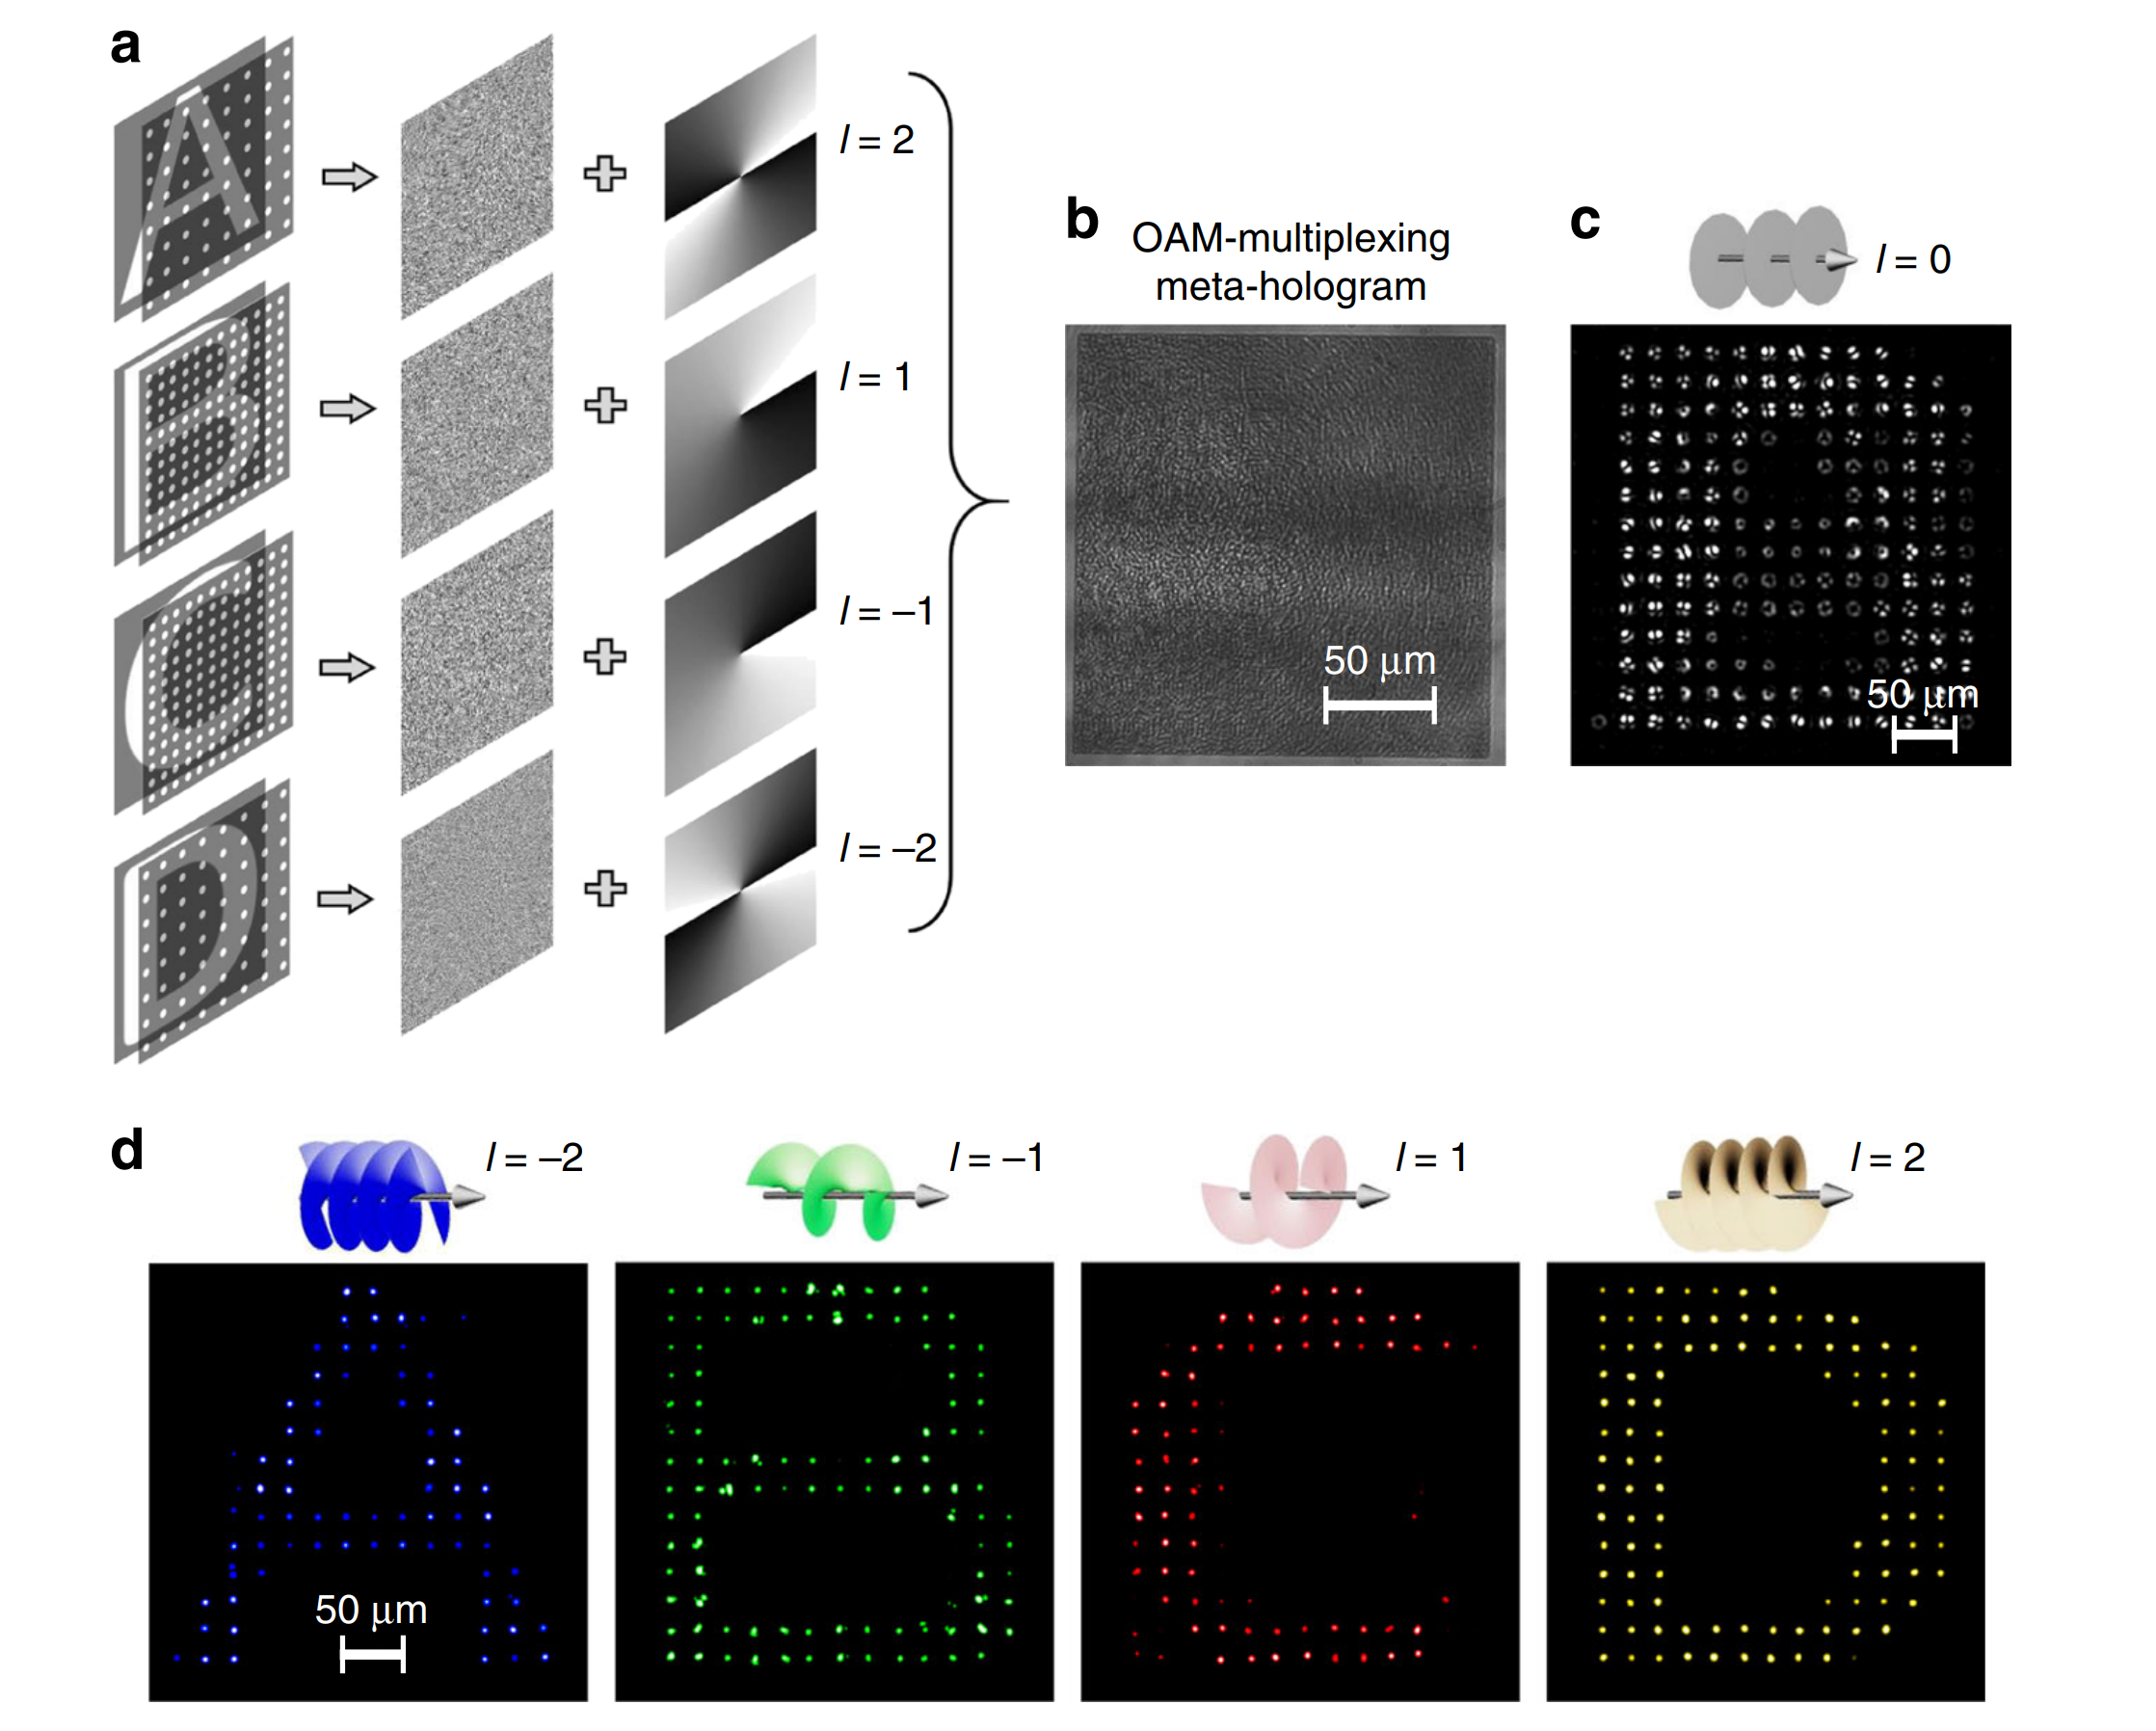 a
A
l = 2
B
l = 1
C
l = –1
D
l = –2
b
OAM-multiplexing
meta-hologram
50 μm
c
l = 0
50 μm
d
l = –2
l = –1
l = 1
l = 2
A
50 μm
B
C
D